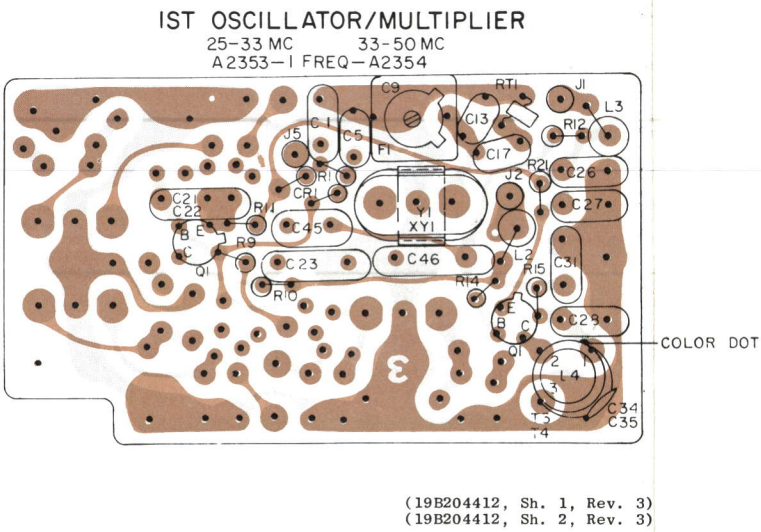 1ST OSCILLATOR/MULTIPLIER
25-33 MC 33-50 MC
A2353-1 FREQ-A2354
C9 RT1 J1
C1 C5 C13 L3
R12
J5 F1 C17
R1 J2 R21 C26
CR1
C21 C27
C22 R11 Y1
XY1
B E C45
R9 L2
C C23 C46 C31
Q1 R15
R10 R14
E C28
B C
Q1 COLOR DOT
2 1
L4
3 3
C34
T3 C35
T4
(19B204412, Sh. 1, Rev. 3)
(19B204412, Sh. 2, Rev. 3)